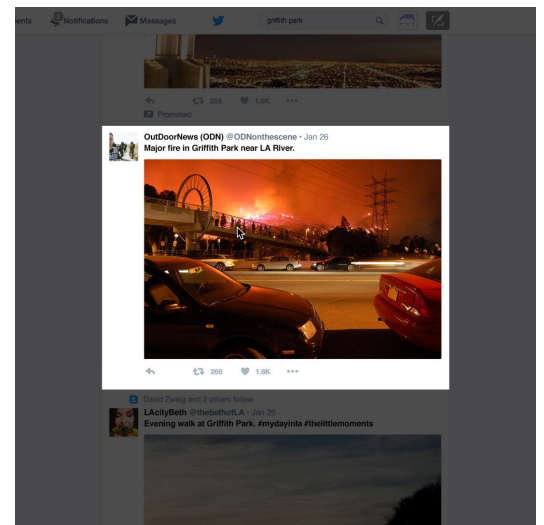 ents Notifications Messages griffith park
266 1.6K •••
Promoted
OutDoorNews (ODN) @ODNonthescene • Jan 26
Major fire in Griffith Park near LA River.
266 1.6K •••
David Zweig and 2 others follow
LAcityBeth @thebethofLA • Jan 26
Evening walk at Griffith Park. #mydayinla #thelittlemoments